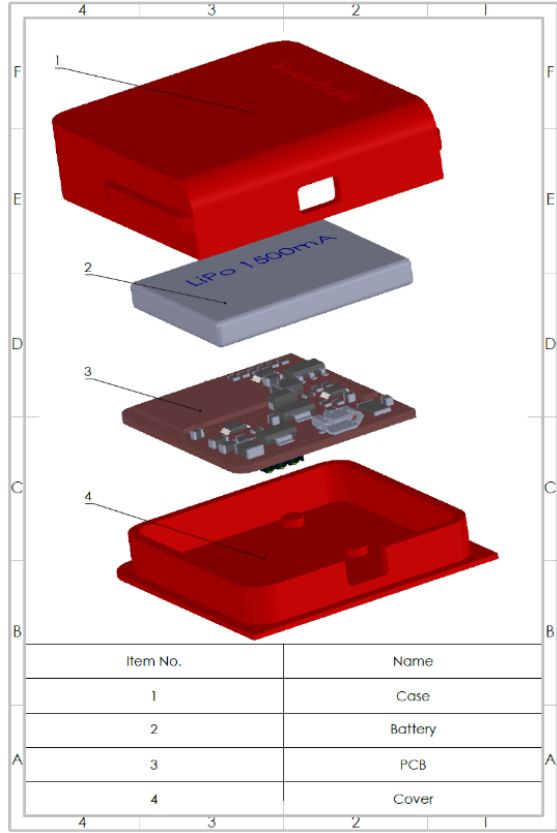 4 3 2 1
F F
1
E E
2
LiPo 1500mA
D D
3
C C
4
B B
Item No. Name
1 Case
2 Battery
A A
3 PCB
4 Cover
4 3 2 1